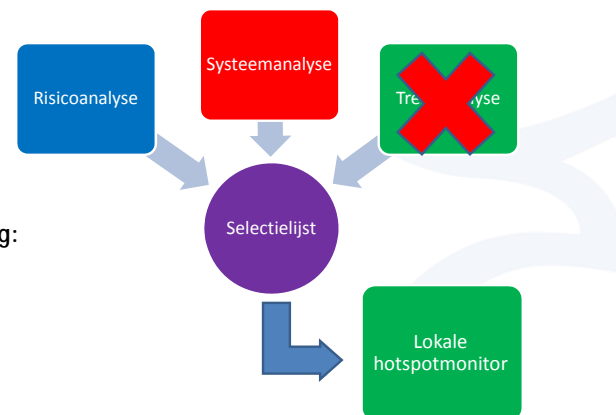 Systeemanalyse
Risicoanalyse
Selectielijst
g:
Lokale
hotspotmonitor